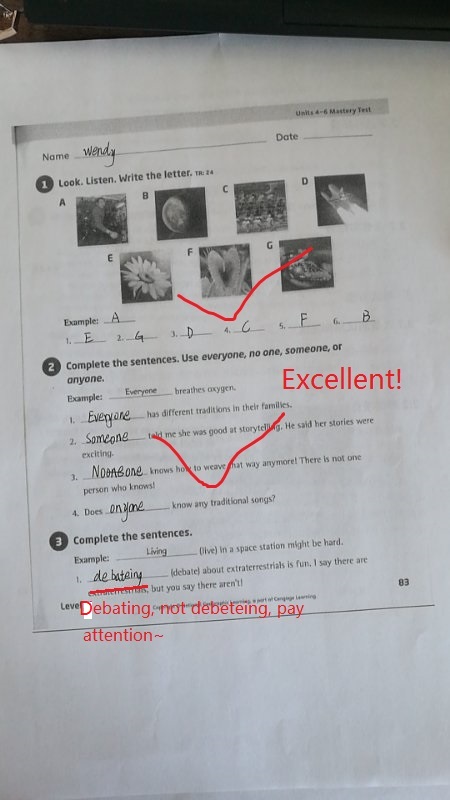 Units 4–6 Mastery Test
Name wendy Date
1 Look. Listen. Write the letter. TR: 24
A B C D
E F G
Example: A
1. E 2. G 3. D 4. C 5. F 6. B
2 Complete the sentences. Use everyone, no one, someone, or
anyone.
Excellent!
Example: Everyone breathes oxygen.
1. Everyone has different traditions in their families.
2. Someone told me she was good at storytelling. He said her stories were
exciting.
3. one knows how to weave that way anymore! There is not one
person who knows!
4. Does anyone know any traditional songs?
3 Complete the sentences.
Example: Living (live) in a space station might be hard.
1. debateing (debate) about extraterrestrials is fun. I say there are
extraterrestrials, but you say there aren't!
83
Level
Learning, a part of Cengage Learning.
Debating, not debeteing, pay
attention~